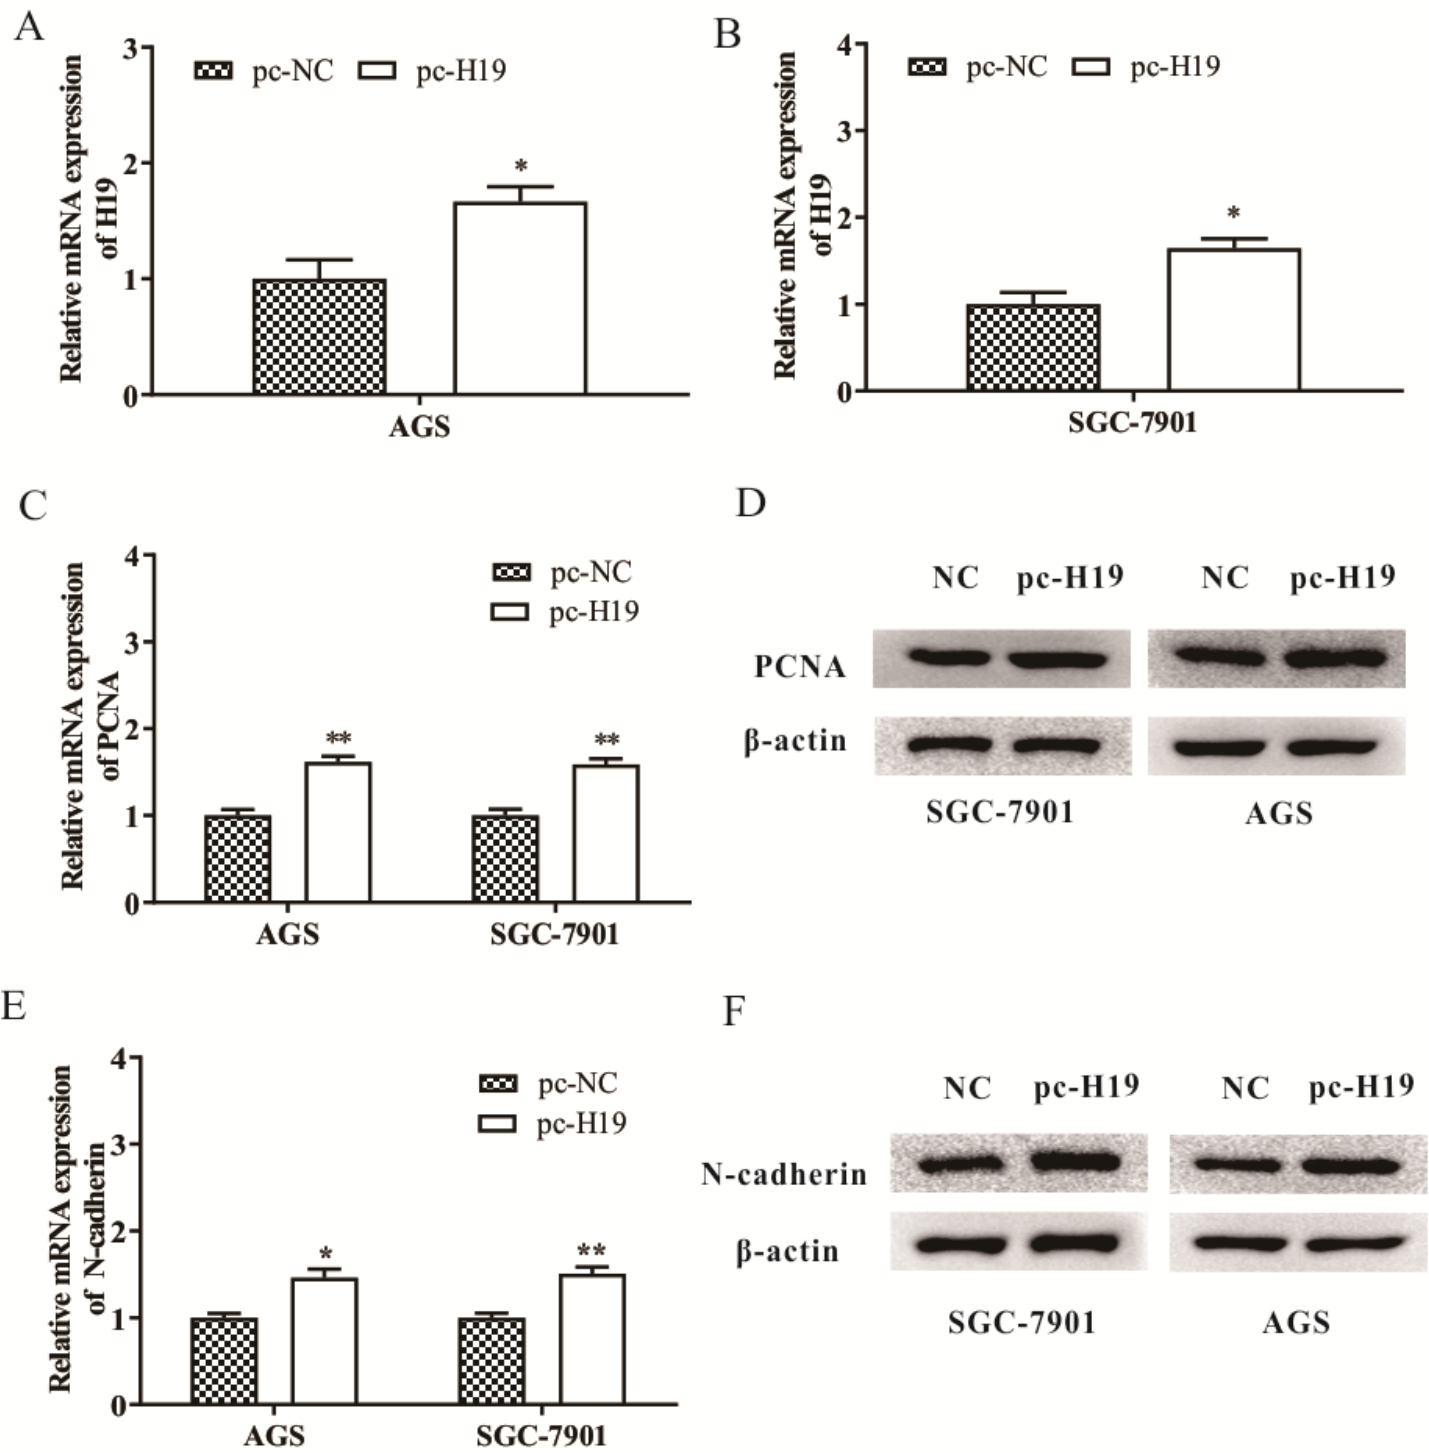 A
Relative mRNA expression
of H19
3
2
1
0
pc-NC pc-H19
*
AGS
B
Relative mRNA expression
of H19
4
3
2
1
0
pc-NC pc-H19
*
SGC-7901
C
Relative mRNA expression
of PCNA
4
3
2
1
0
pc-NC
pc-H19
** **
AGS SGC-7901
D
NC pc-H19 NC pc-H19
PCNA
β-actin
SGC-7901 AGS
E
Relative mRNA expression
of N-cadherin
4
3
2
1
0
pc-NC
pc-H19
* **
AGS SGC-7901
F
NC pc-H19 NC pc-H19
N-cadherin
β-actin
SGC-7901 AGS